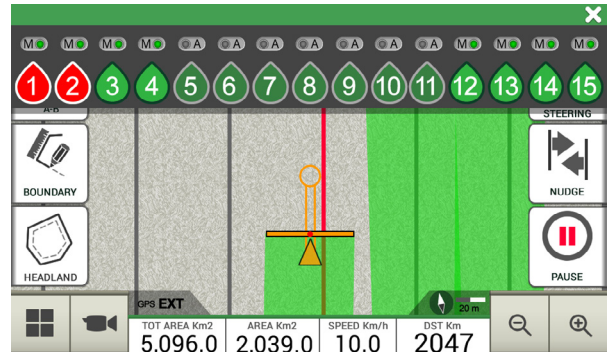 M M M M A A A A A A A M M M M
1 2 3 4 5 6 7 8 9 10 11 12 13 14 15
A-B
STEERING
BOUNDARY
NUDGE
HEADLAND
PAUSE
GPS EXT
20 m
TOT AREA Km2 AREA Km2 SPEED Km/h DST Km
5,096.0 2,039.0 10.0 2047